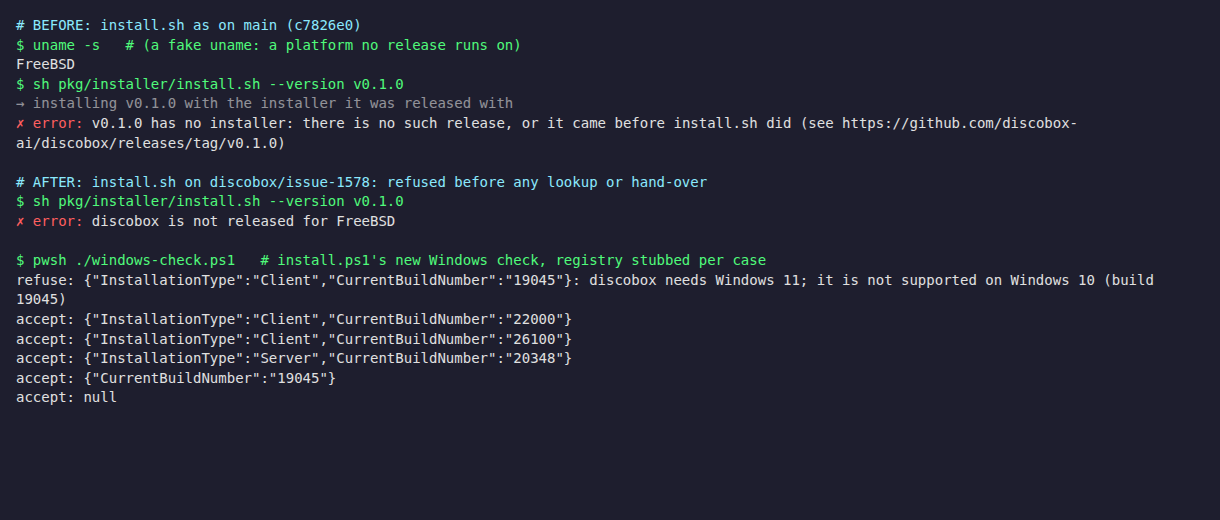 # BEFORE: install.sh as on main (c7826e0)
$ uname -s   # (a fake uname: a platform no release runs on)
FreeBSD
$ sh pkg/installer/install.sh --version v0.1.0
→ installing v0.1.0 with the installer it was released with
✗ error: v0.1.0 has no installer: there is no such release, or it came before install.sh did (see https://github.com/discobox-
ai/discobox/releases/tag/v0.1.0)
# AFTER: install.sh on discobox/issue-1578: refused before any lookup or hand-over
$ sh pkg/installer/install.sh --version v0.1.0
✗ error: discobox is not released for FreeBSD
$ pwsh ./windows-check.ps1   # install.ps1's new Windows check, registry stubbed per case
refuse: {"InstallationType":"Client","CurrentBuildNumber":"19045"}: discobox needs Windows 11; it is not supported on Windows 10 (build
19045)
accept: {"InstallationType":"Client","CurrentBuildNumber":"22000"}
accept: {"InstallationType":"Client","CurrentBuildNumber":"26100"}
accept: {"InstallationType":"Server","CurrentBuildNumber":"20348"}
accept: {"CurrentBuildNumber":"19045"}
accept: null